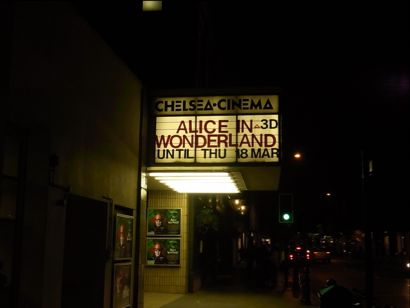 CHELSEA·CINEMA
ALICE IN 3D
WONDERLAND
UNTIL THU 18 MAR